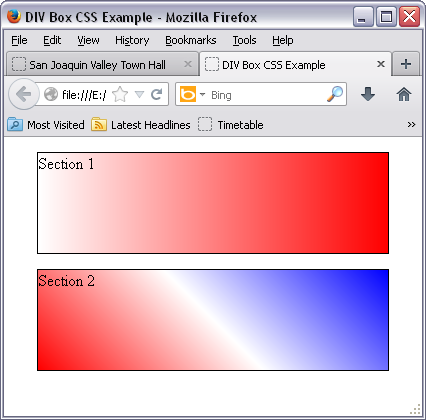 DIV Box CSS Example - Mozilla Firefox
File Edit View History Bookmarks Tools Help
San Joaquin Valley Town Hall DIV Box CSS Example
file:///E:/ Bing
Most Visited Latest Headlines Timetable »
Section 1
Section 2